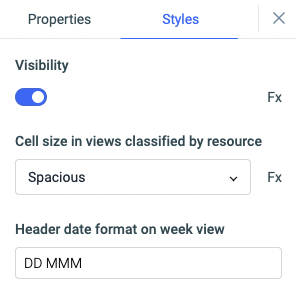 Properties Styles
Visibility
Fx
Cell size in views classified by resource
Spacious Fx
Header date format on week view
DD MMM